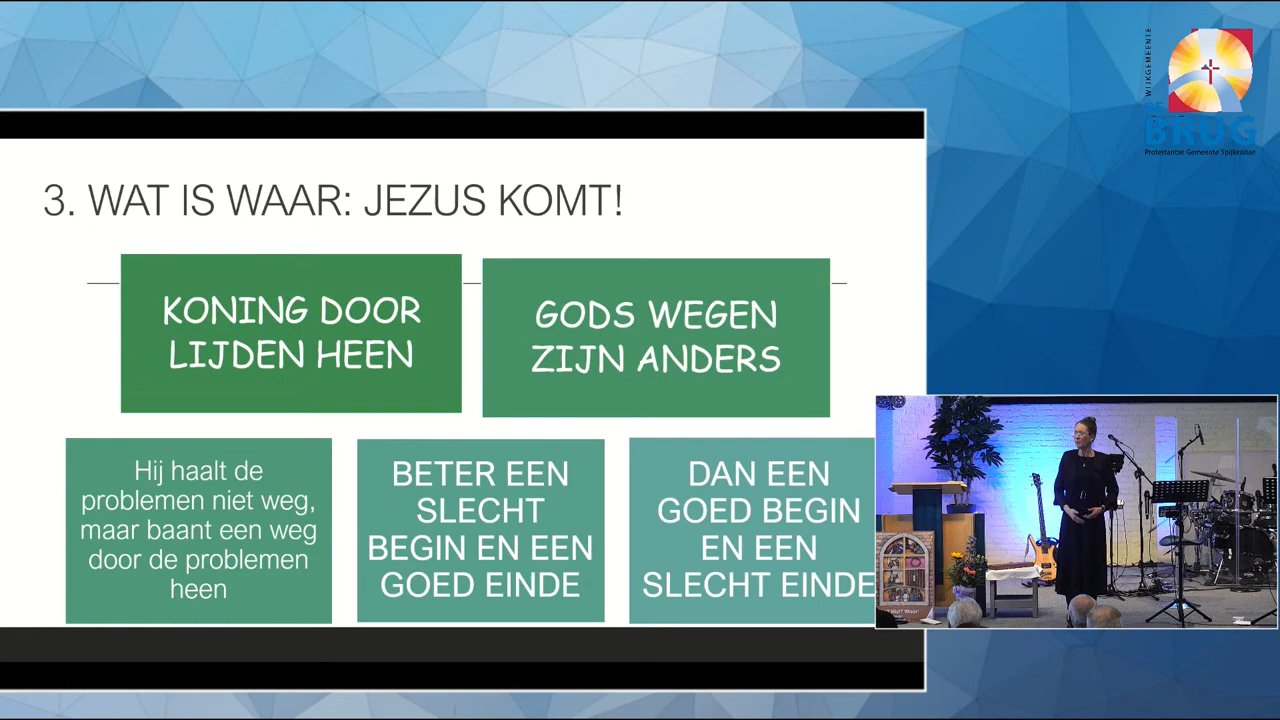 WIJKGEMEENTE
DE
BRUG
Protestantse Gemeente Spijkenisse
3. WAT IS WAAR: JEZUS KOMT!
KONING DOOR
LIJDEN HEEN
GODS WEGEN
ZIJN ANDERS
Hij haalt de
problemen niet weg,
maar baant een weg
door de problemen
heen
BETER EEN
SLECHT
BEGIN EN EEN
GOED EINDE
DAN EEN
GOED BEGIN
EN EEN
SLECHT EINDE